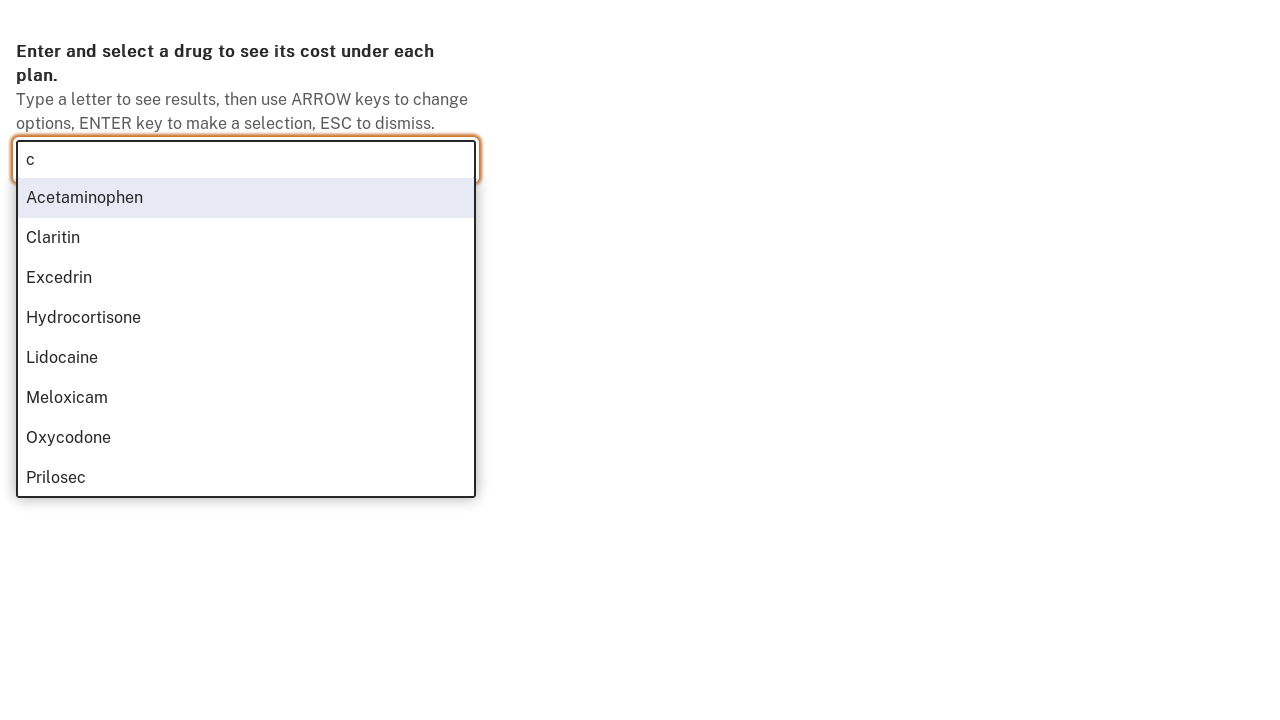 Enter and select a drug to see its cost under each
plan.
Type a letter to see results, then use ARROW keys to change
options, ENTER key to make a selection, ESC to dismiss.
c
Acetaminophen
Claritin
Excedrin
Hydrocortisone
Lidocaine
Meloxicam
Oxycodone
Prilosec